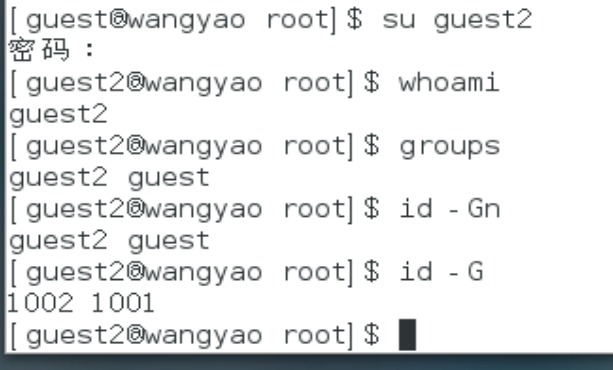 [guest@wangyao root]$ su guest2
密码：
[guest2@wangyao root]$ whoami
guest2
[guest2@wangyao root]$ groups
guest2 guest
[guest2@wangyao root]$ id -Gn
guest2 guest
[guest2@wangyao root]$ id -G
1002 1001
[guest2@wangyao root]$